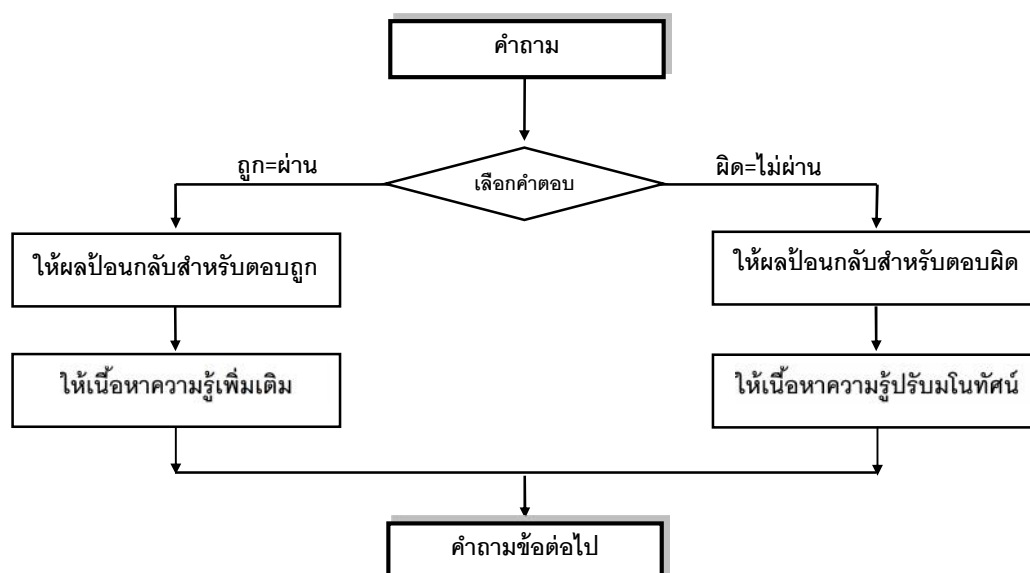 คำถาม
ถูก=ผ่าน
เลือกคำตอบ
ผิด=ไม่ผ่าน
ให้ผลป้อนกลับสำหรับตอบถูก
ให้ผลป้อนกลับสำหรับตอบผิด
ให้เนื้อหาความรู้เพิ่มเติม
ให้เนื้อหาความรู้ปรับมโนทัศน์
คำถามข้อต่อไป